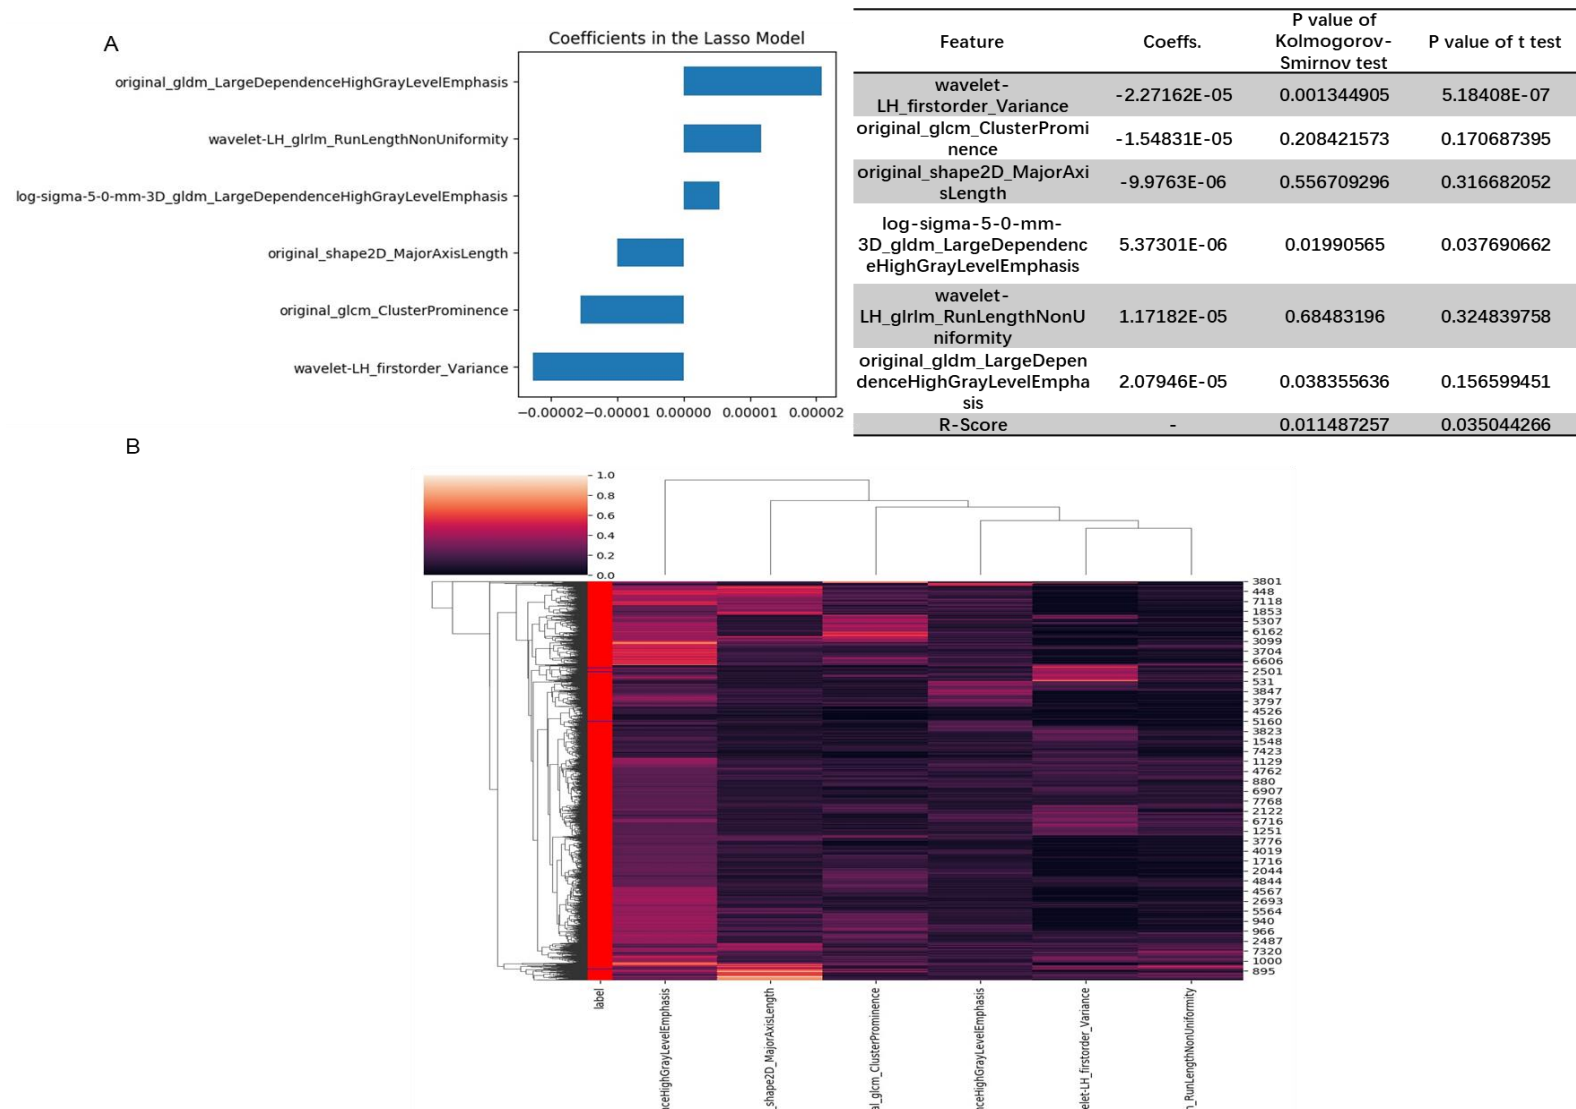 A
Coefficients in the Lasso Model
original_gldm_LargeDependenceHighGrayLevelEmphasis
wavelet-LH_glrlm_RunLengthNonUniformity
log-sigma-5-0-mm-3D_gldm_LargeDependenceHighGrayLevelEmphasis
original_shape2D_MajorAxisLength
original_glcm_ClusterProminence
wavelet-LH_firstorder_Variance
−0.00002 −0.00001 0.00000 0.00001 0.00002
Feature Coeffs. P value of Kolmogorov-Smirnov test P value of t test
wavelet-
LH_firstorder_Variance -2.27162E-05 0.001344905 5.18408E-07
original_glcm_ClusterPromi
nence -1.54831E-05 0.208421573 0.170687395
original_shape2D_MajorAxi
sLength -9.9763E-06 0.556709296 0.316682052
log-sigma-5-0-mm-
3D_gldm_LargeDependenc
eHighGrayLevelEmphasis 5.37301E-06 0.01990565 0.037690662
wavelet-
LH_glrlm_RunLengthNonU
niformity 1.17182E-05 0.68483196 0.324839758
original_gldm_LargeDepen
denceHighGrayLevelEmpha
sis 2.07946E-05 0.038355636 0.156599451
R-Score - 0.011487257 0.035044266
B
1.0
0.8
0.6
0.4
0.2
0.0
3801
448
7118
1853
5307
6162
3099
3704
6606
2501
531
3847
3797
4526
5160
3823
1548
7423
1129
4762
880
6907
7768
2122
6716
1251
3776
4019
1716
2044
4844
4567
2693
5564
940
966
2487
7320
1000
895
label
nceHighGrayLevelEmphasis
_shape2D_MajorAxisLength
al_glcm_ClusterProminence
nceHighGrayLevelEmphasis
elet-LH_firstorder_Variance
n_RunLengthNonUniformity